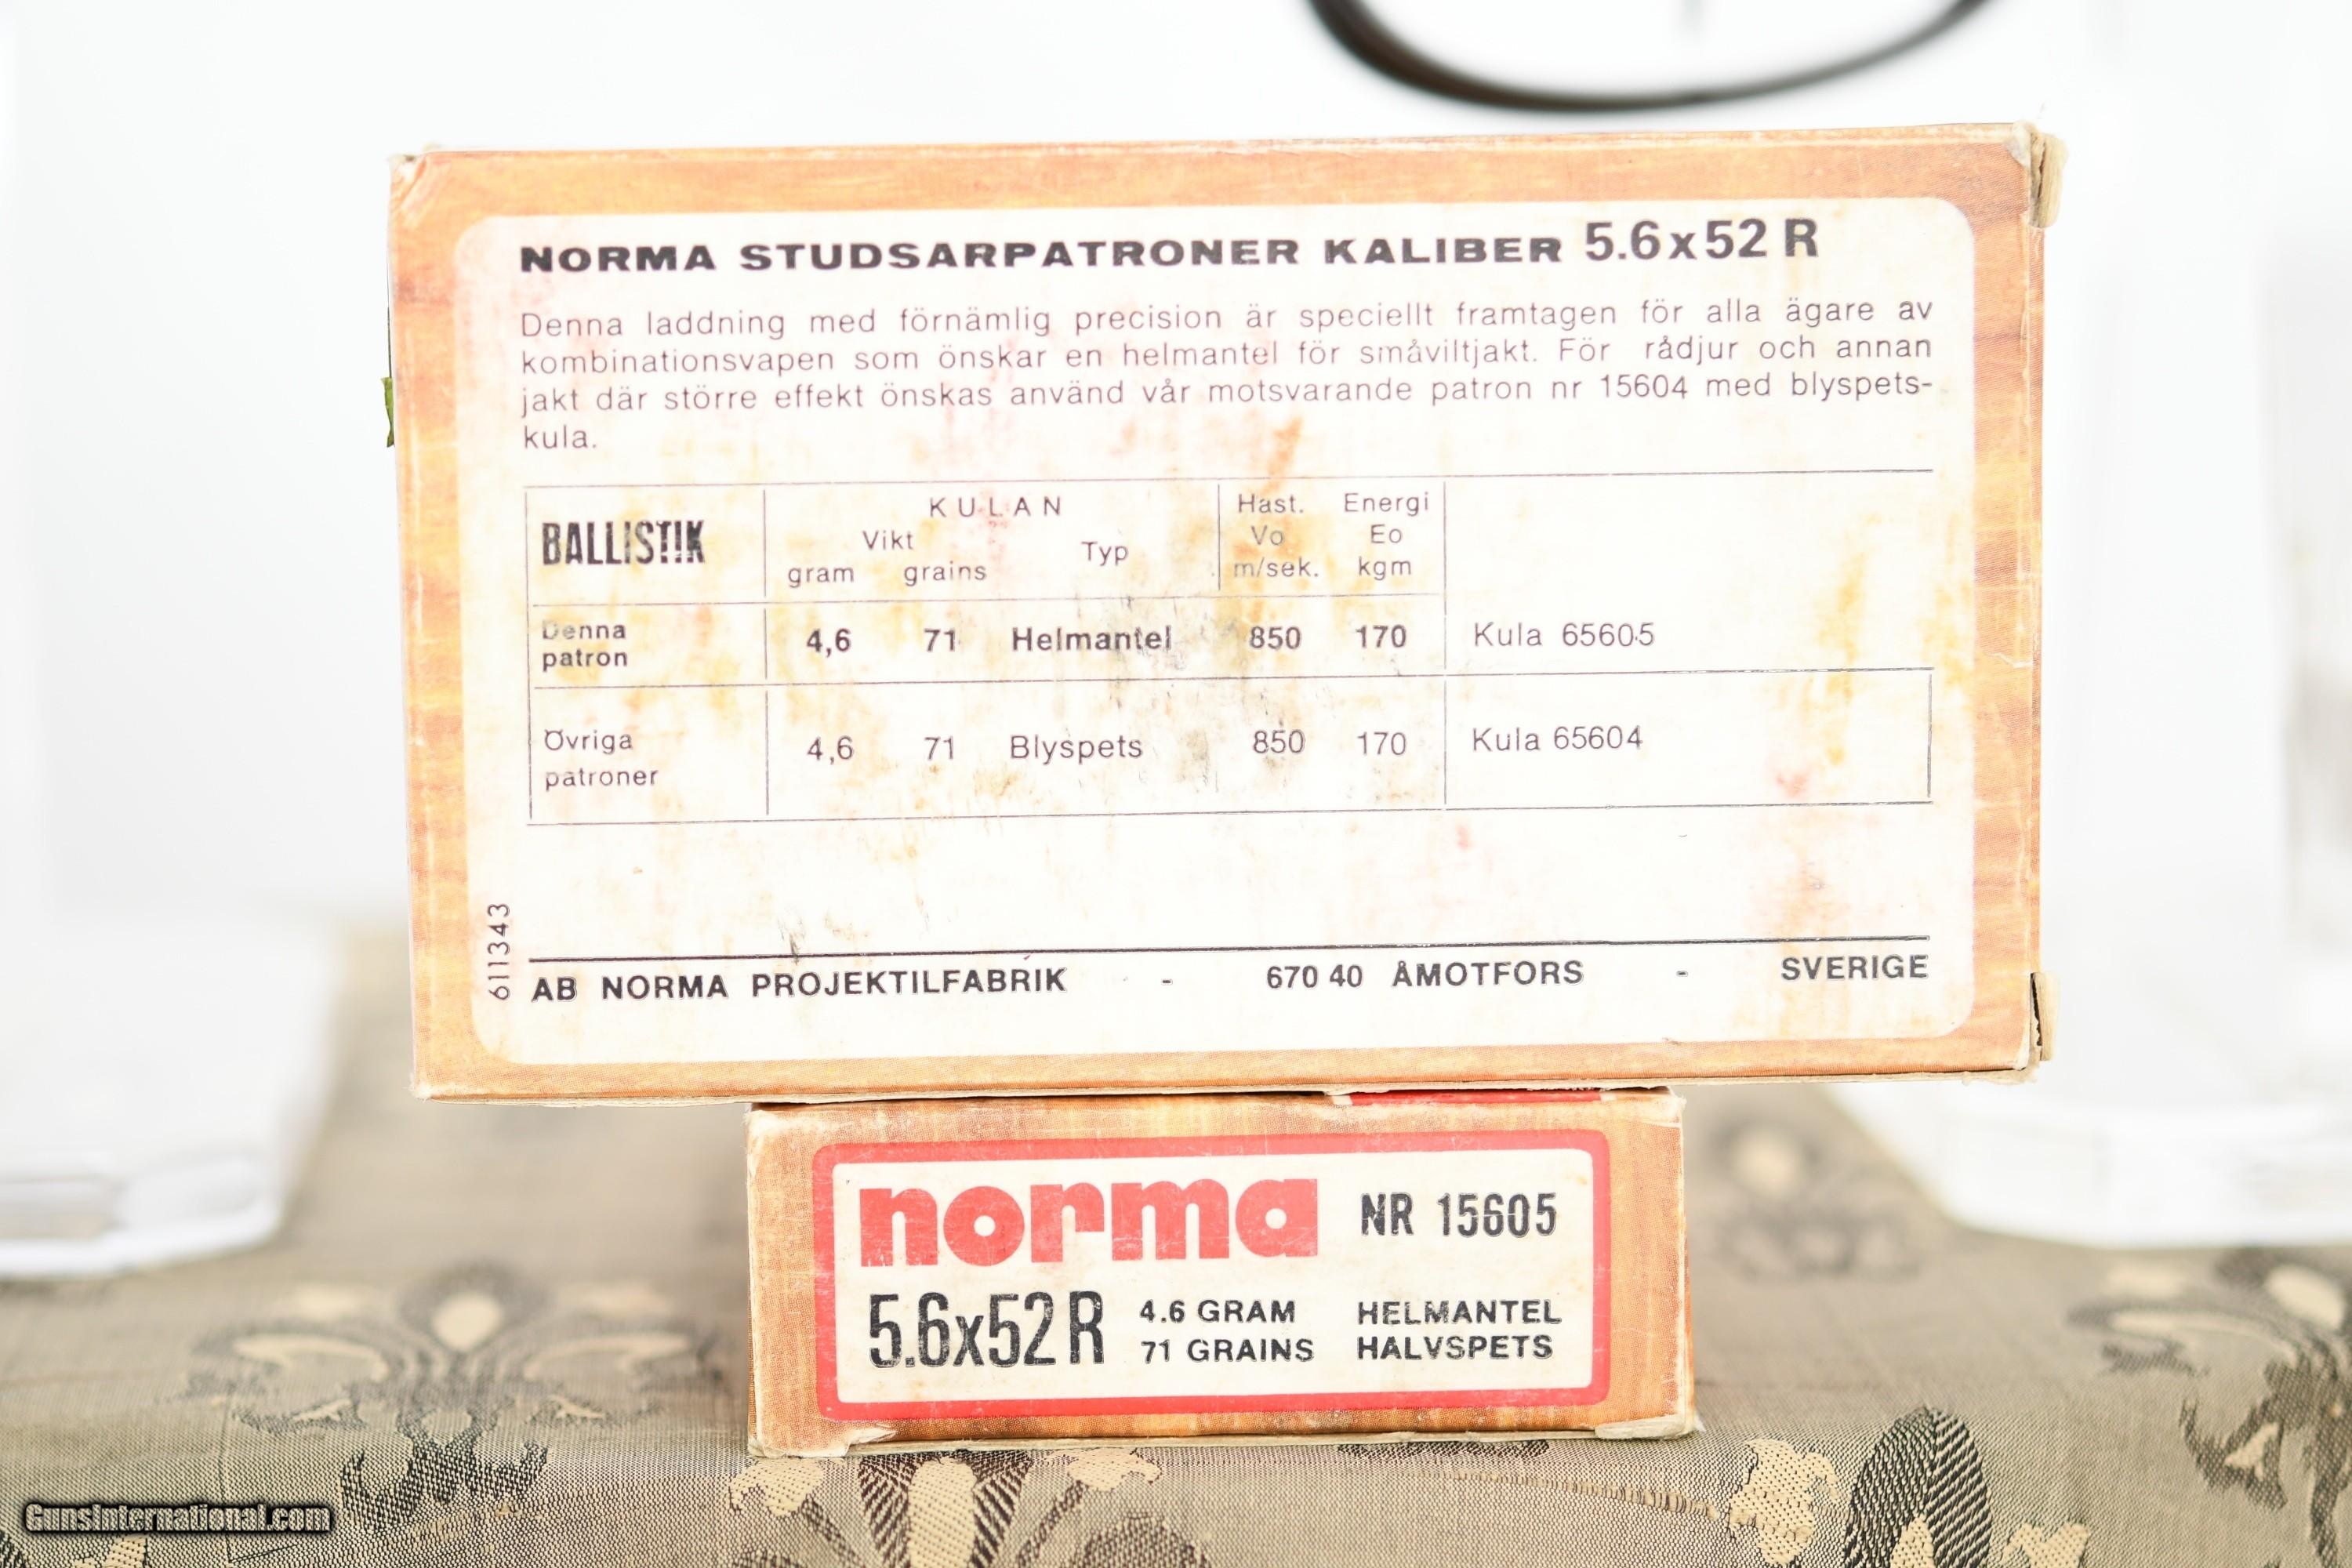 NORMA STUDSARPATRONER KALIBER 5.6x52 R
Denna laddning med förnämlig precision är speciellt framtagen för alla ägare av
kombinationsvapen som önskar en helmantel för småviltjakt. För rådjur och annan
jakt där större effekt önskas använd vår motsvarande patron nr 15604 med blyspets-
kula.
BALLISTIK
KULAN
Vikt
gram grains
Typ
Hast.
Vo
m/sek.
Energi
Eo
kgm
Denna
patron
4,6 71 Helmantel 850 170 Kula 65605
Övriga
patroner
4,6 71 Blyspets 850 170 Kula 65604
6111343
AB NORMA PROJEKTILFABRIK - 670 40 ÅMOTFORS - SVERIGE
norma NR 15605
5.6x52R
4.6 GRAM HELMANTEL
71 GRAINS HALVSPETS
GunsInternational.com